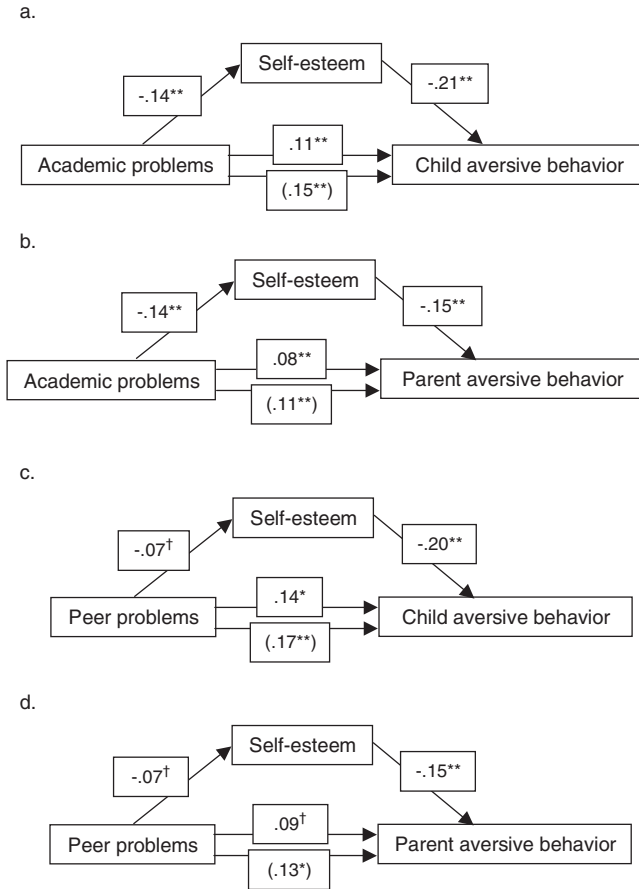 a.
Self-esteem
-.14**
-.21**
.11**
Academic problems
Child aversive behavior
(.15**)
b.
Self-esteem
-.14**
-.15**
.08**
Academic problems
Parent aversive behavior
(.11**)
c.
Self-esteem
-.07†
-.20**
.14*
Peer problems
Child aversive behavior
(.17**)
d.
Self-esteem
-.07†
-.15**
.09†
Peer problems
Parent aversive behavior
(.13*)